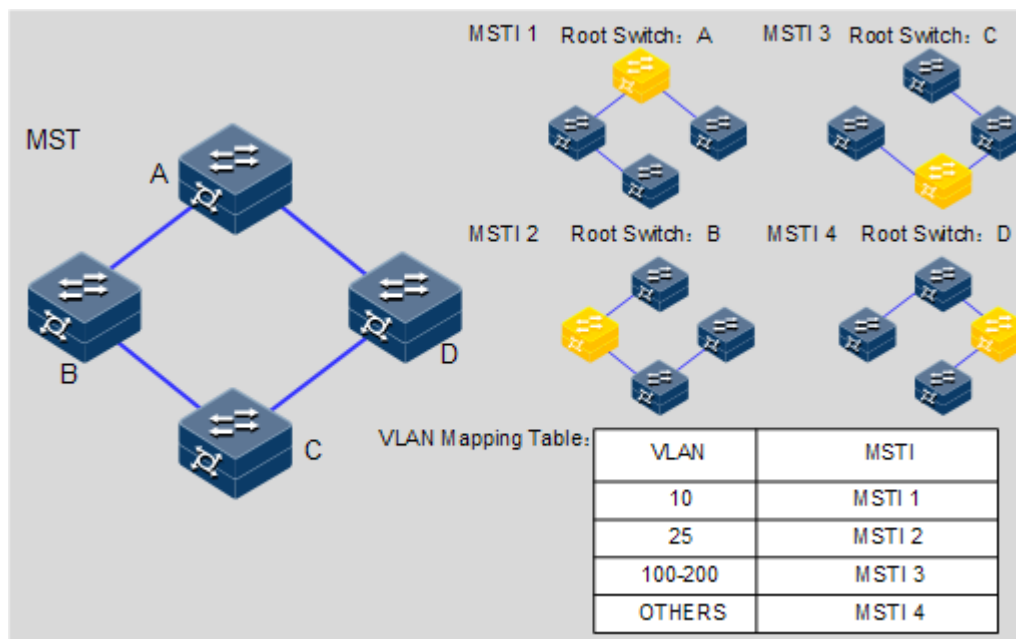 MSTI 1 Root Switch：A
MSTI 3 Root Switch：C
MST
A
B
D
C
MSTI 2 Root Switch：B
MSTI 4 Root Switch：D
VLAN Mapping Table：
VLAN MSTI
10 MSTI 1
25 MSTI 2
100-200 MSTI 3
OTHERS MSTI 4